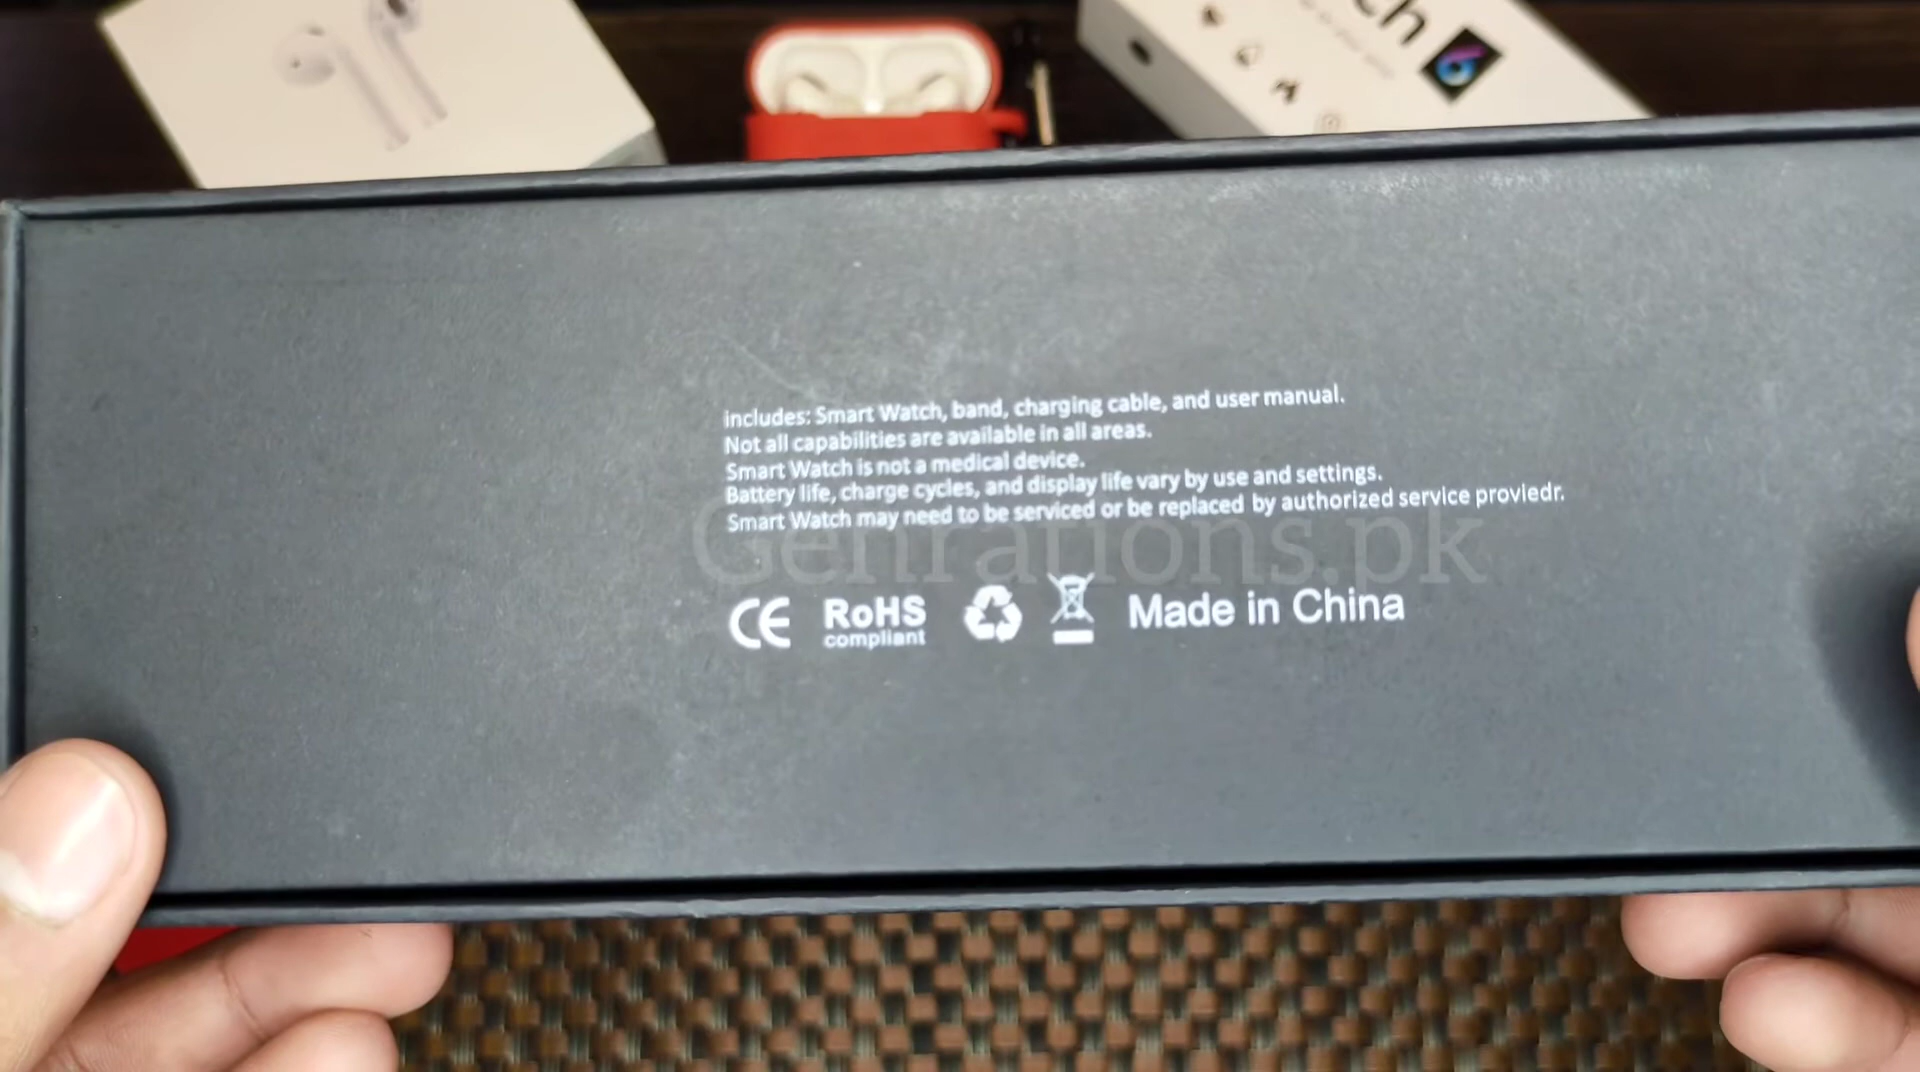 ch 6
includes: Smart Watch, band, charging cable, and user manual.
Not all capabilities are available in all areas.
Smart Watch is not a medical device.
Battery life, charge cycles, and display life vary by use and settings.
Smart Watch may need to be serviced or be replaced by authorized service proviedr.
Genrations.pk
CE RoHS compliant Made in China